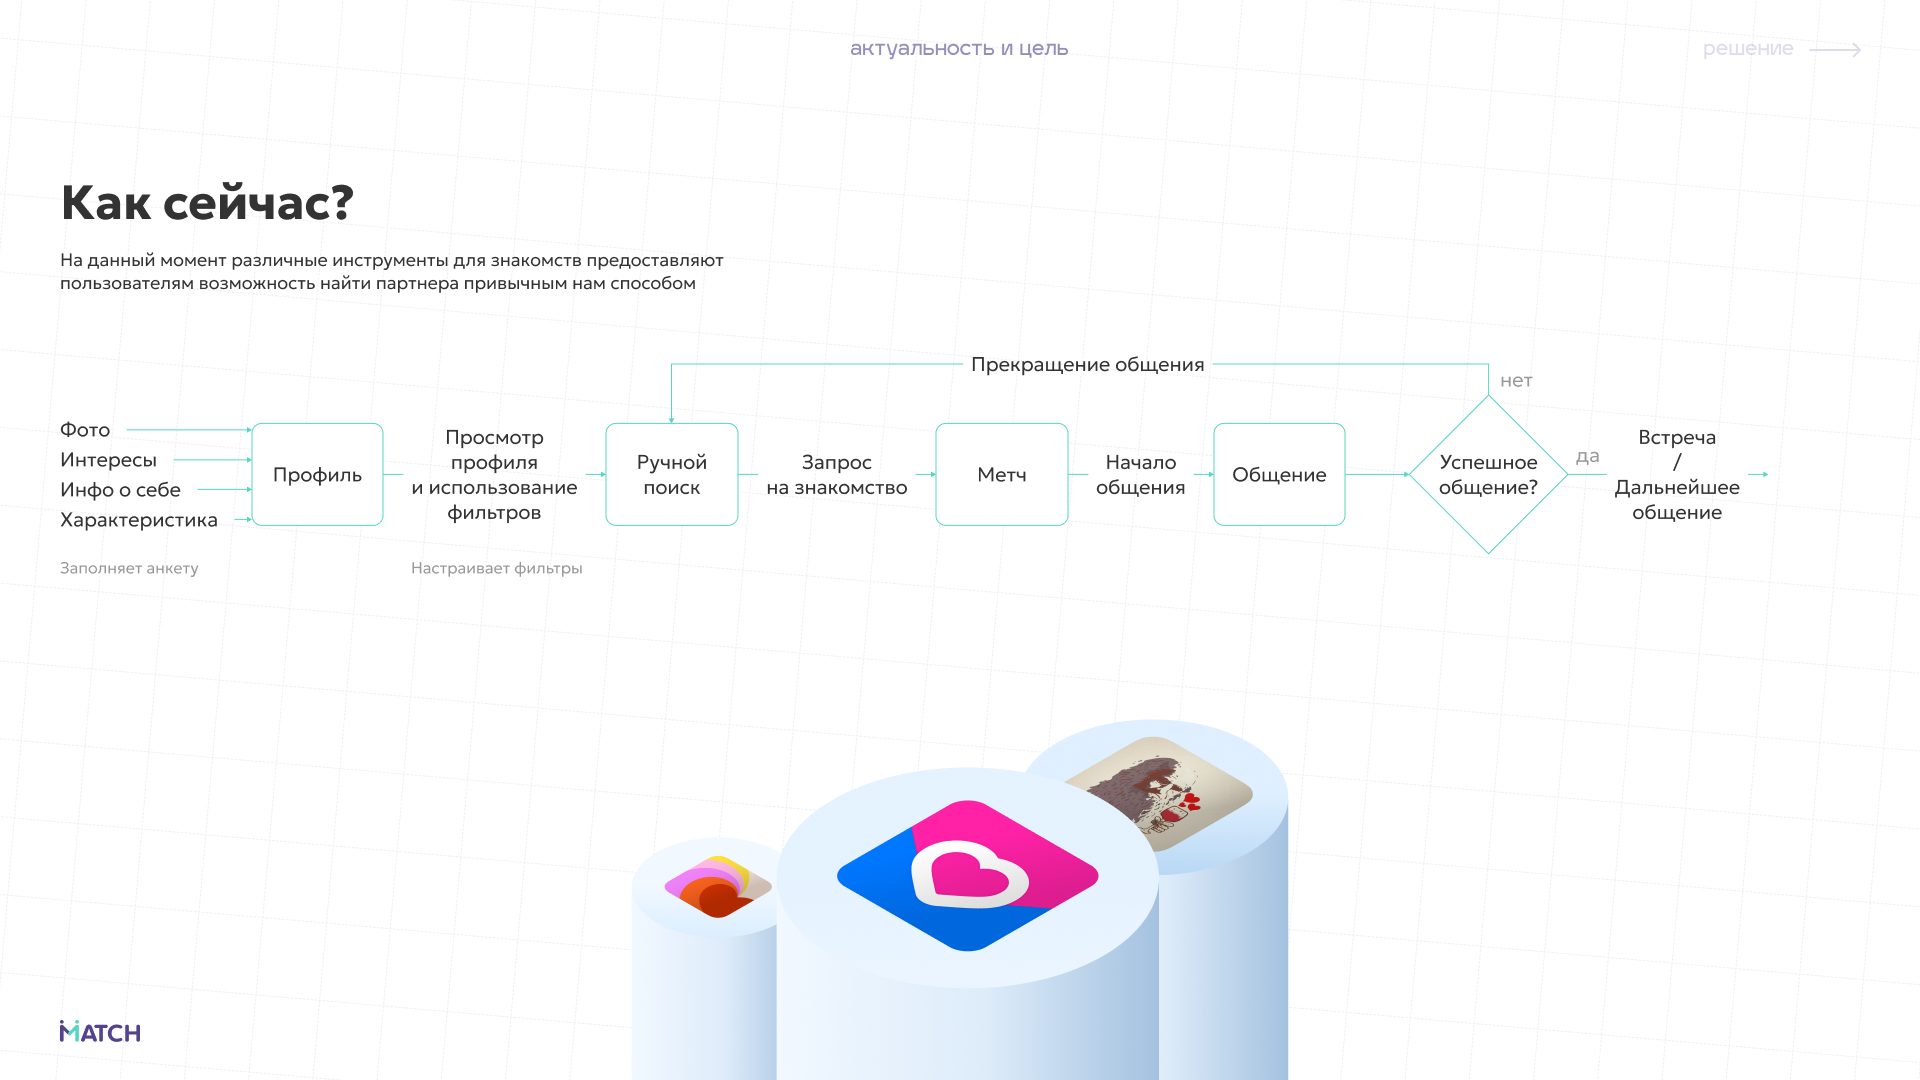 актуальность и цель
решение
Как сейчас?
На данный момент различные инструменты для знакомств предоставляют
пользователям возможность найти партнера привычным нам способом
Прекращение общения
нет
Фото
Интересы
Инфо о себе
Характеристика
Профиль
Просмотр
профиля
и использование
фильтров
Ручной
поиск
Запрос
на знакомство
Метч
Начало
общения
Общение
Успешное
общение?
да
Встреча
/
Дальнейшее
общение
Заполняет анкету
Настраивает фильтры
MATCH